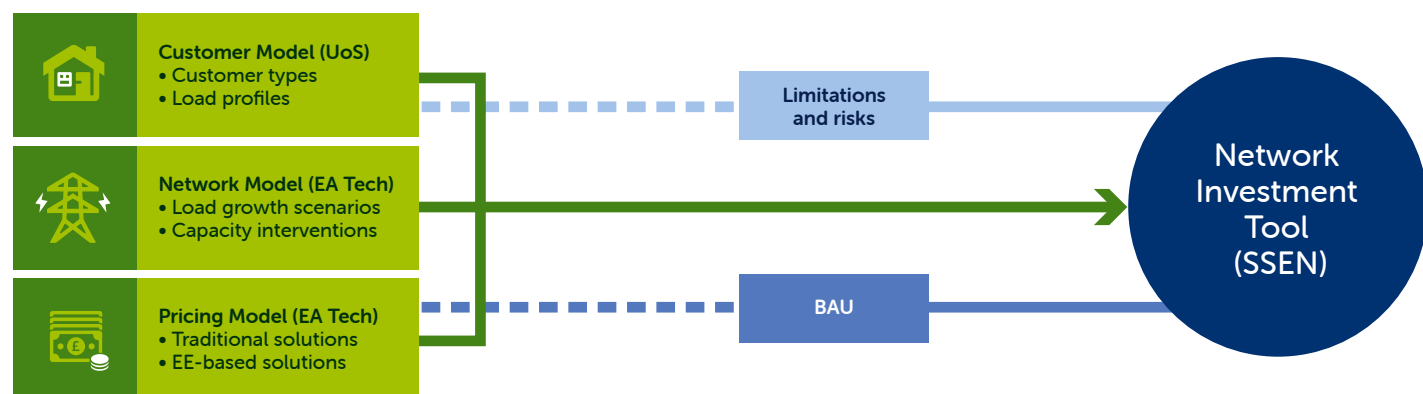 Customer Model (UoS)
• Customer types
• Load profiles
Network Model (EA Tech)
• Load growth scenarios
• Capacity interventions
Pricing Model (EA Tech)
• Traditional solutions
• EE-based solutions
£
Limitations
and risks
BAU
Network
Investment
Tool
(SSEN)